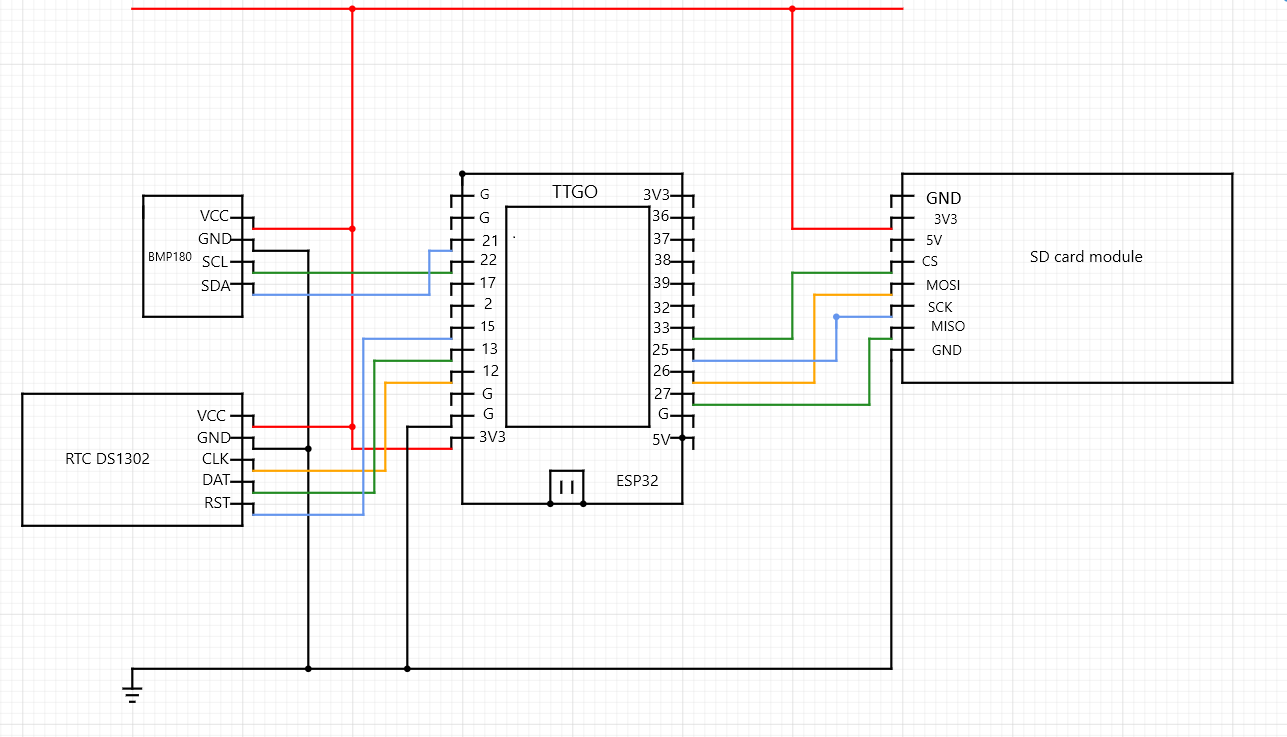 BMP180
VCC
GND
SCL
SDA
RTC DS1302
VCC
GND
CLK
DAT
RST
TTGO
G
G
21
22
17
2
15
13
12
G
G
3V3
3V3
36
37
38
39
32
33
25
26
27
G
5V
ESP32
GND
3V3
5V
CS
MOSI
SCK
MISO
GND
SD card module